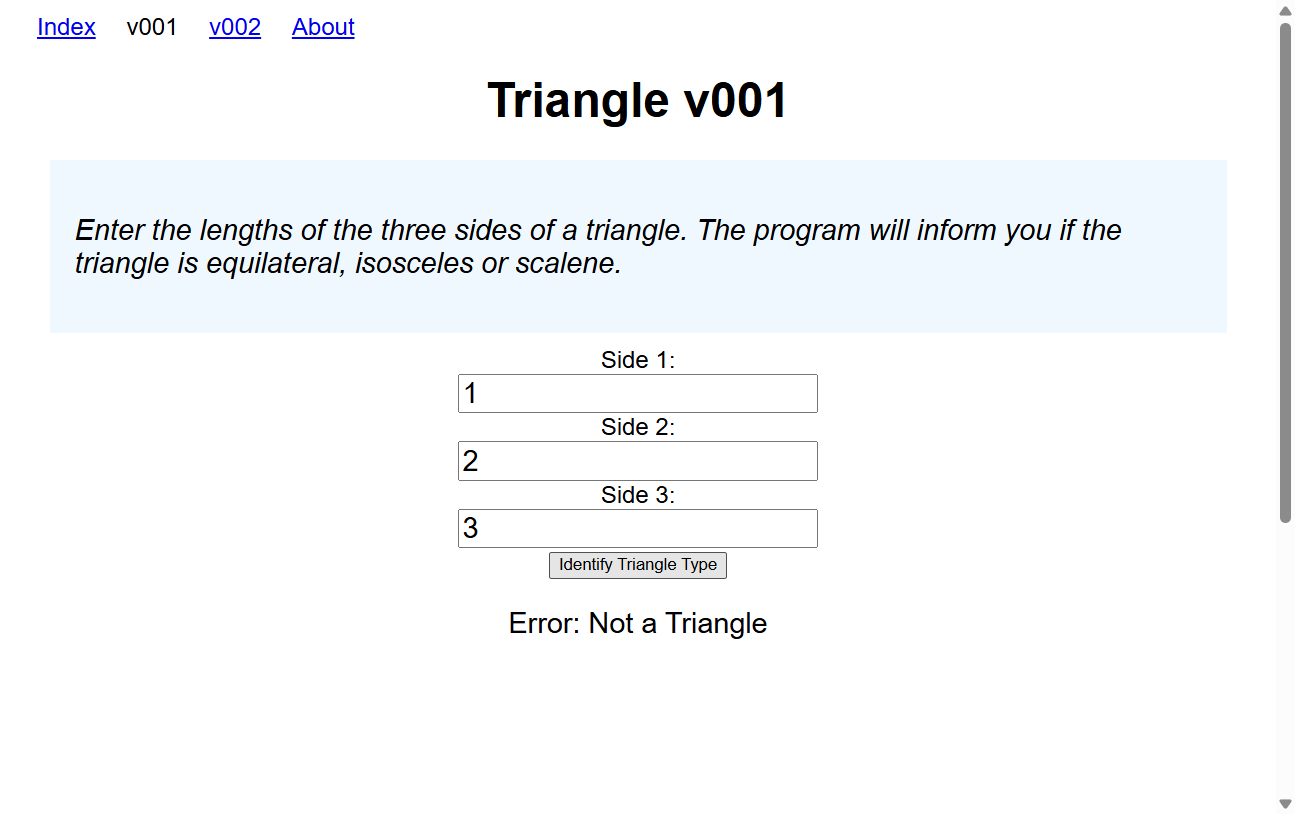 Index v001 v002 About
Triangle v001
Enter the lengths of the three sides of a triangle. The program will inform you if the
triangle is equilateral, isosceles or scalene.
Side 1:
1
Side 2:
2
Side 3:
3
Identify Triangle Type
Error: Not a Triangle